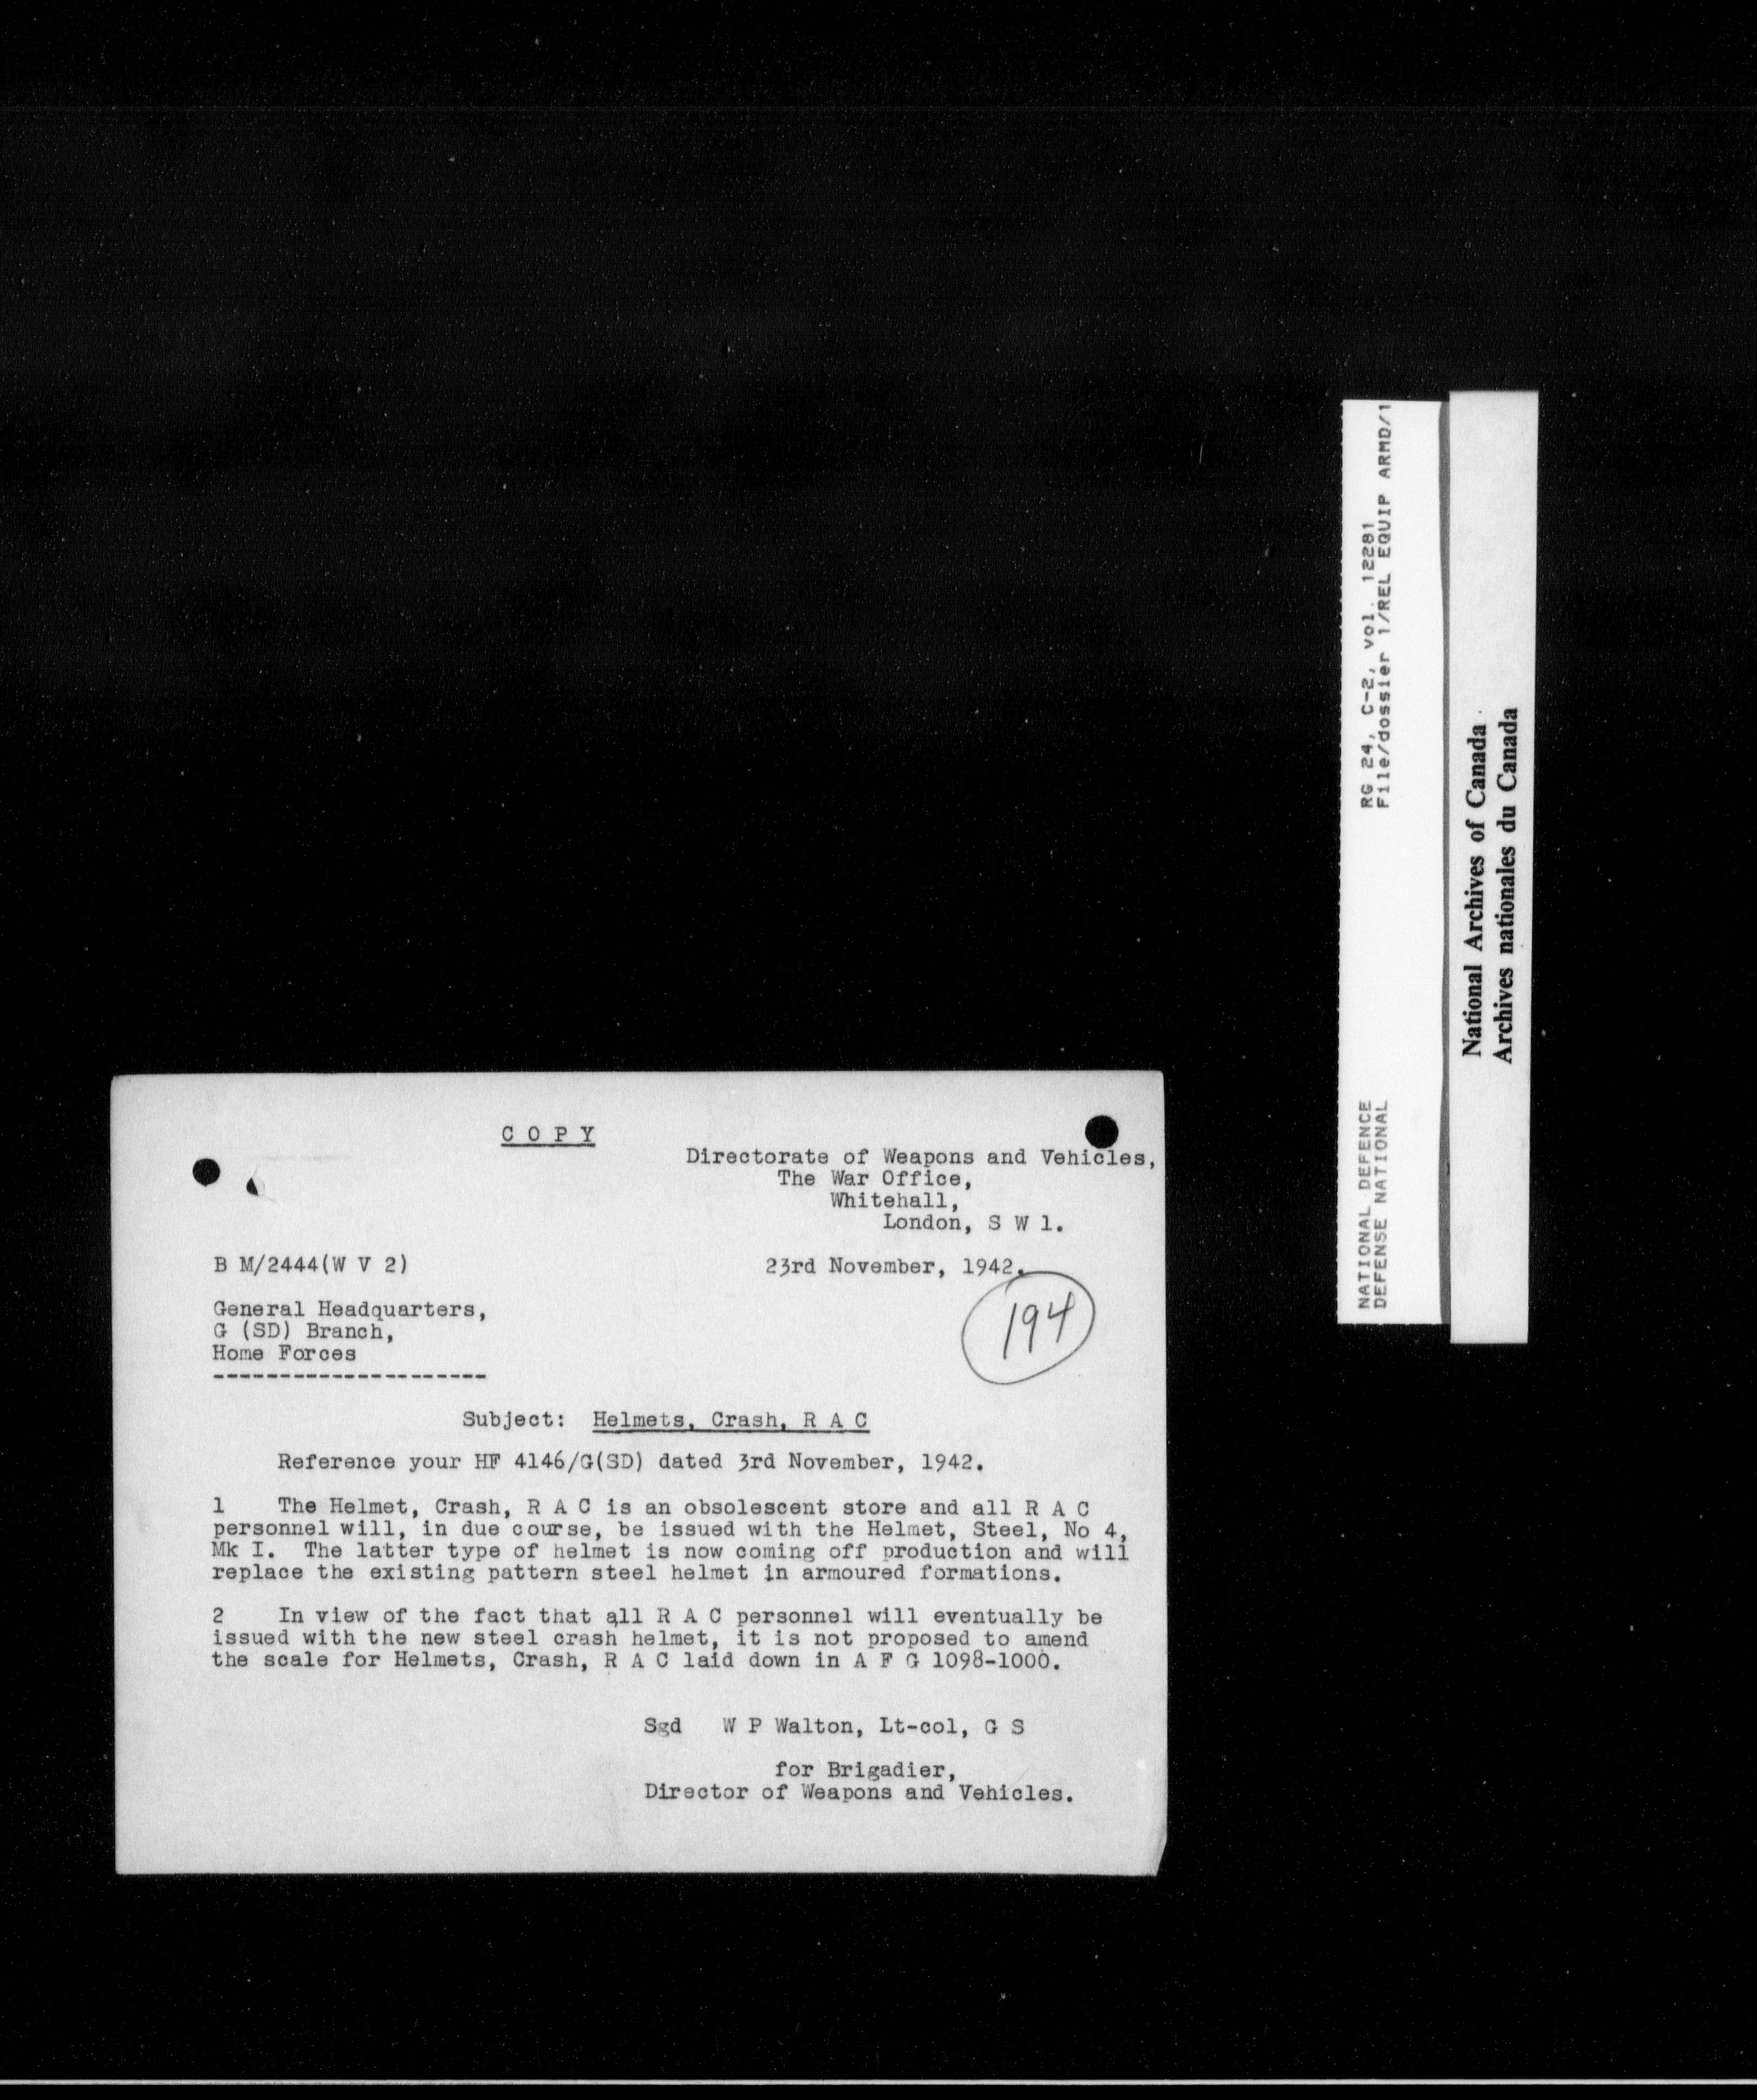 C O P Y
Directorate of Weapons and Vehicles,
The War Office,
Whitehall,
London, S W 1.
B M/2444(W V 2)
23rd November, 1942.
194
General Headquarters,
G (SD) Branch,
Home Forces
---------------------
Subject: Helmets, Crash, R A C
Reference your HF 4146/G(SD) dated 3rd November, 1942.
1 The Helmet, Crash, R A C is an obsolescent store and all R A C
personnel will, in due course, be issued with the Helmet, Steel, No 4,
Mk I. The latter type of helmet is now coming off production and will
replace the existing pattern steel helmet in armoured formations.
2 In view of the fact that all R A C personnel will eventually be
issued with the new steel crash helmet, it is not proposed to amend
the scale for Helmets, Crash, R A C laid down in A F G 1098-1000.
Sgd W P Walton, Lt-col, G S
for Brigadier,
Director of Weapons and Vehicles.
NATIONAL DEFENCE
DEFENSE NATIONAL
RG 24, C-2, vol. 12281
File/dossier 1/REL EQUIP ARMD/1
National Archives of Canada
Archives nationales du Canada